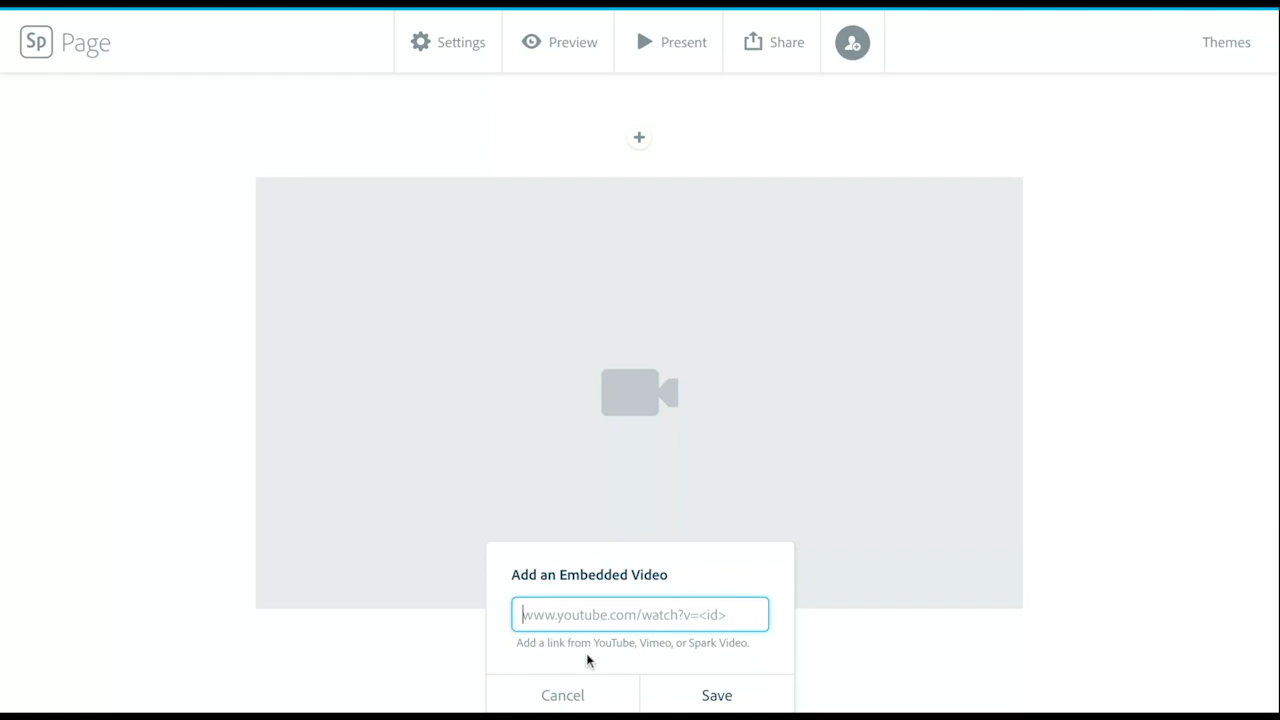 Sp Page
Settings
Preview
Present
Share
Themes
Add an Embedded Video
www.youtube.com/watch?v=<id>
Add a link from YouTube, Vimeo, or Spark Video.
Cancel
Save